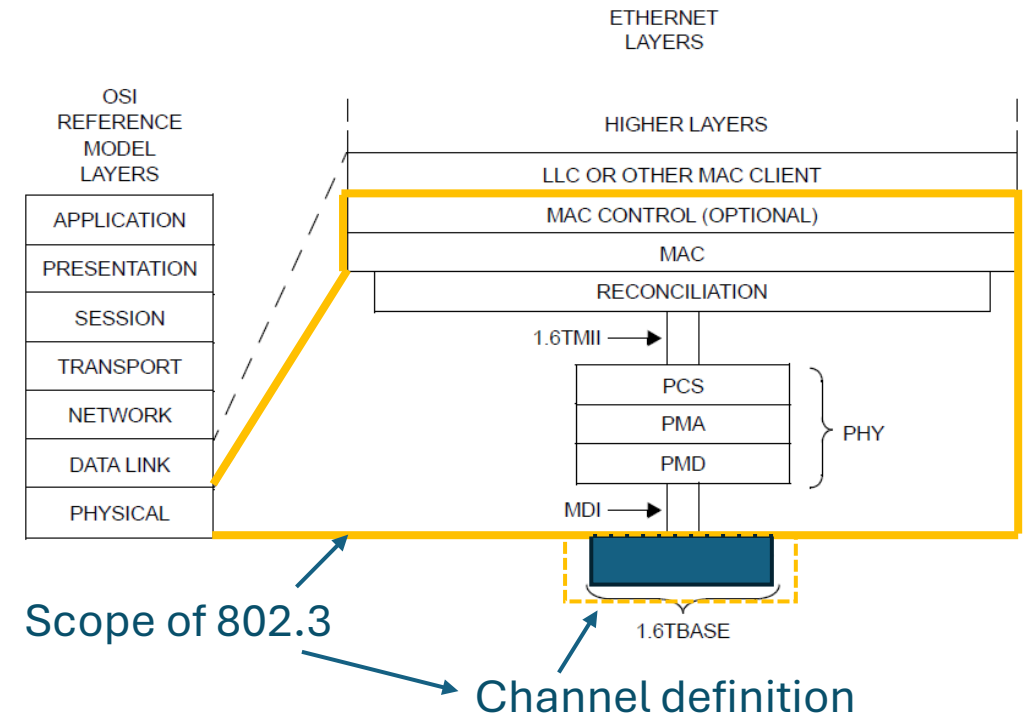 ETHERNET
LAYERS
OSI
REFERENCE
MODEL
LAYERS
HIGHER LAYERS
LLC OR OTHER MAC CLIENT
APPLICATION
MAC CONTROL (OPTIONAL)
MAC
PRESENTATION
RECONCILIATION
SESSION
1.6TMII
TRANSPORT
PCS
NETWORK
PMA
PHY
DATA LINK
PMD
PHYSICAL
MDI
Scope of 802.3
1.6TBASE
Channel definition